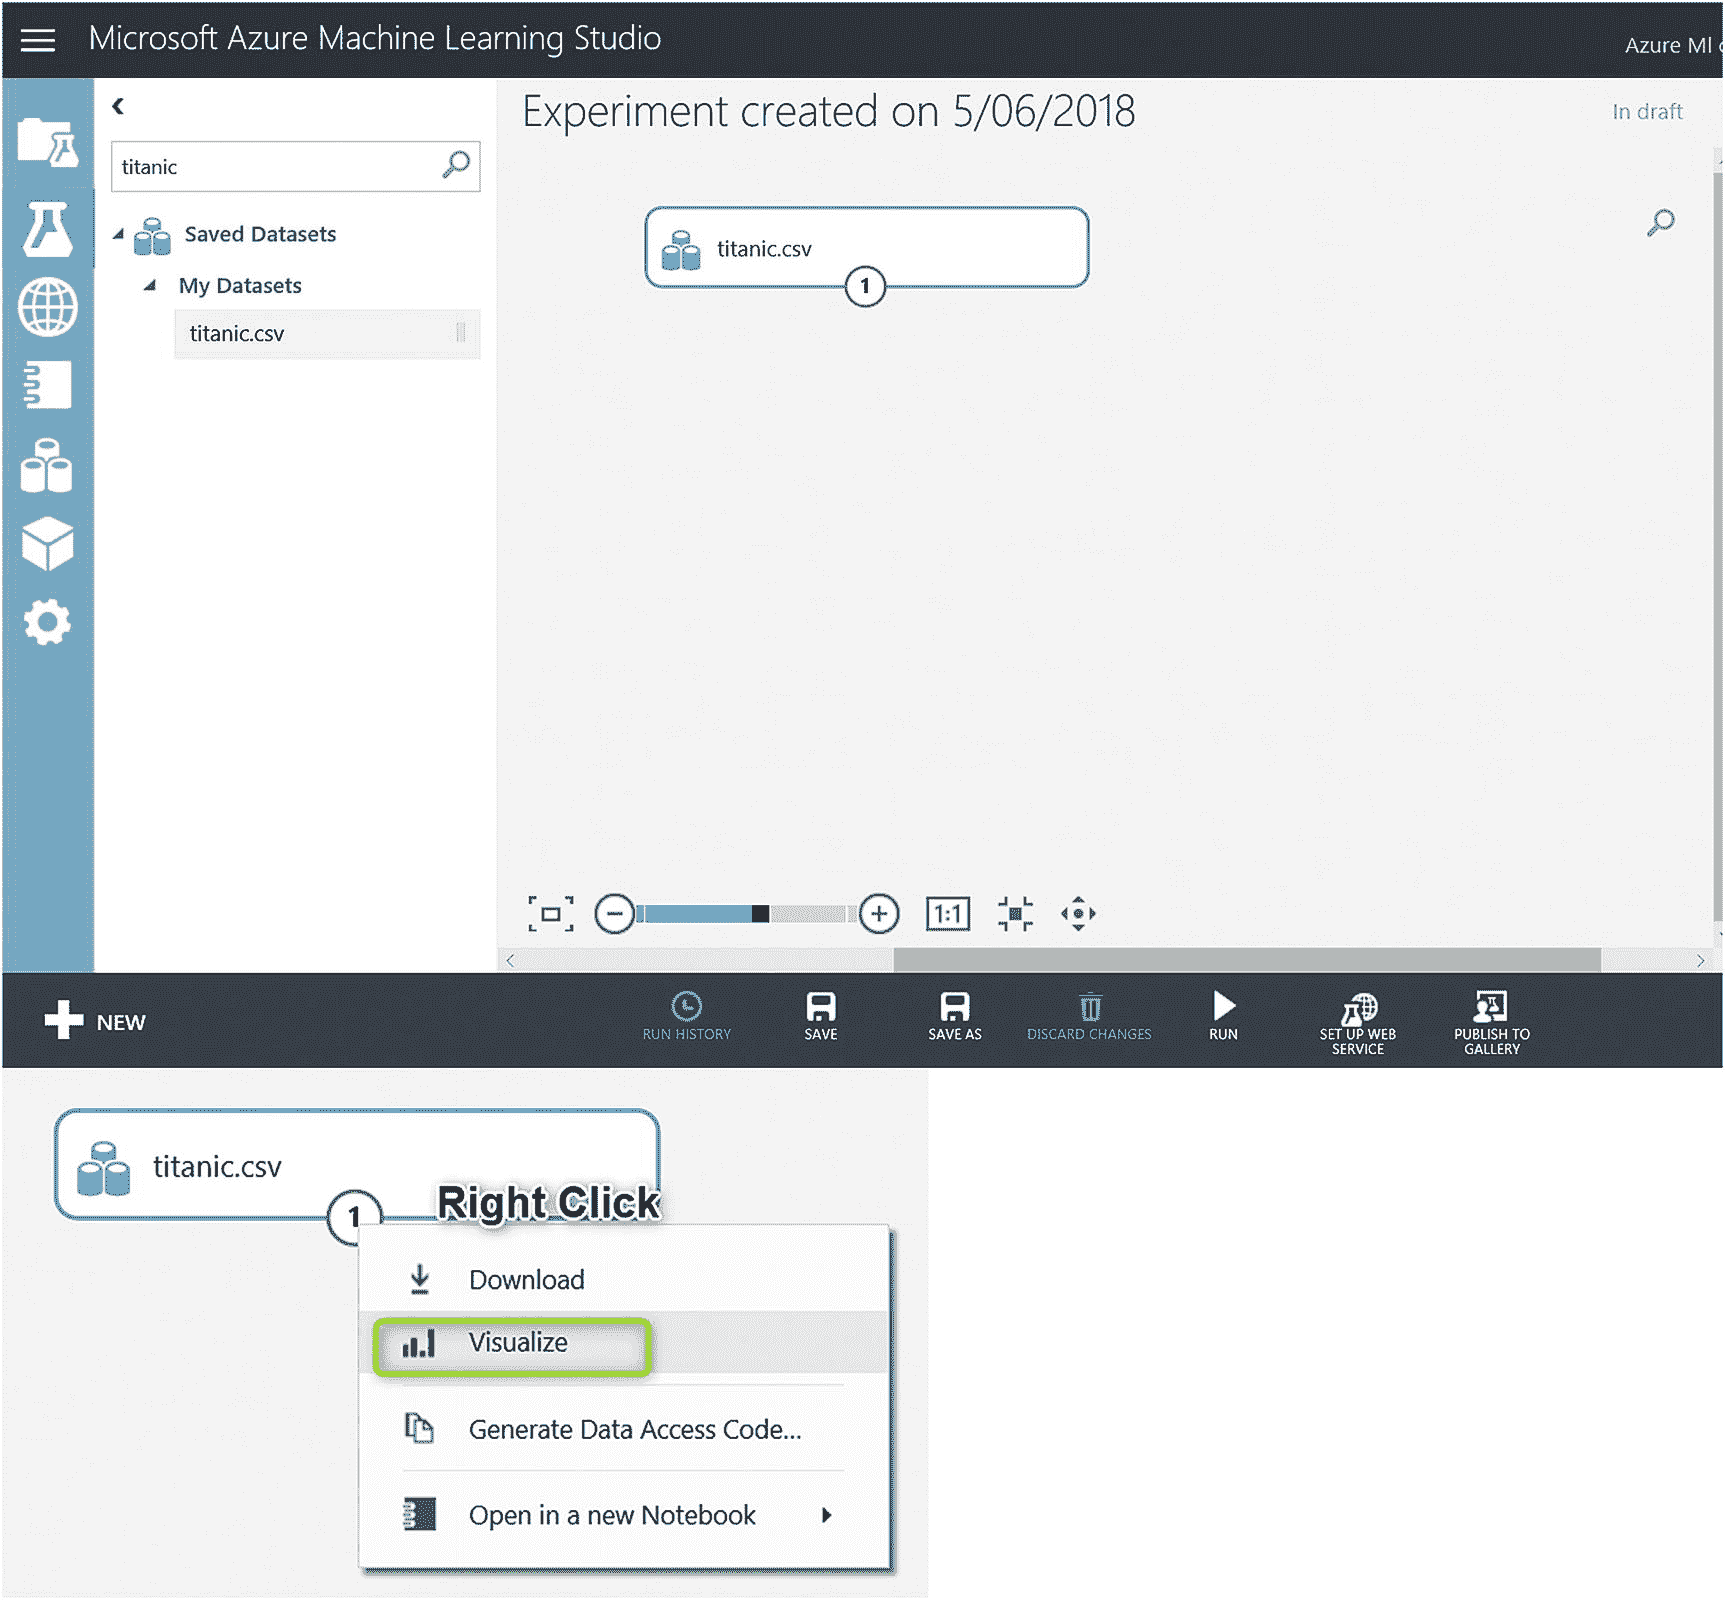 Microsoft Azure Machine Learning Studio
Azure Ml
Experiment created on 5/06/2018
In draft
titanic
Saved Datasets
My Datasets
titanic.csv
titanic.csv
1
1:1
NEW
RUN HISTORY
SAVE
SAVE AS
DISCARD CHANGES
RUN
SET UP WEB
SERVICE
PUBLISH TO
GALLERY
titanic.csv
1
Right Click
Download
Visualize
Generate Data Access Code...
Open in a new Notebook